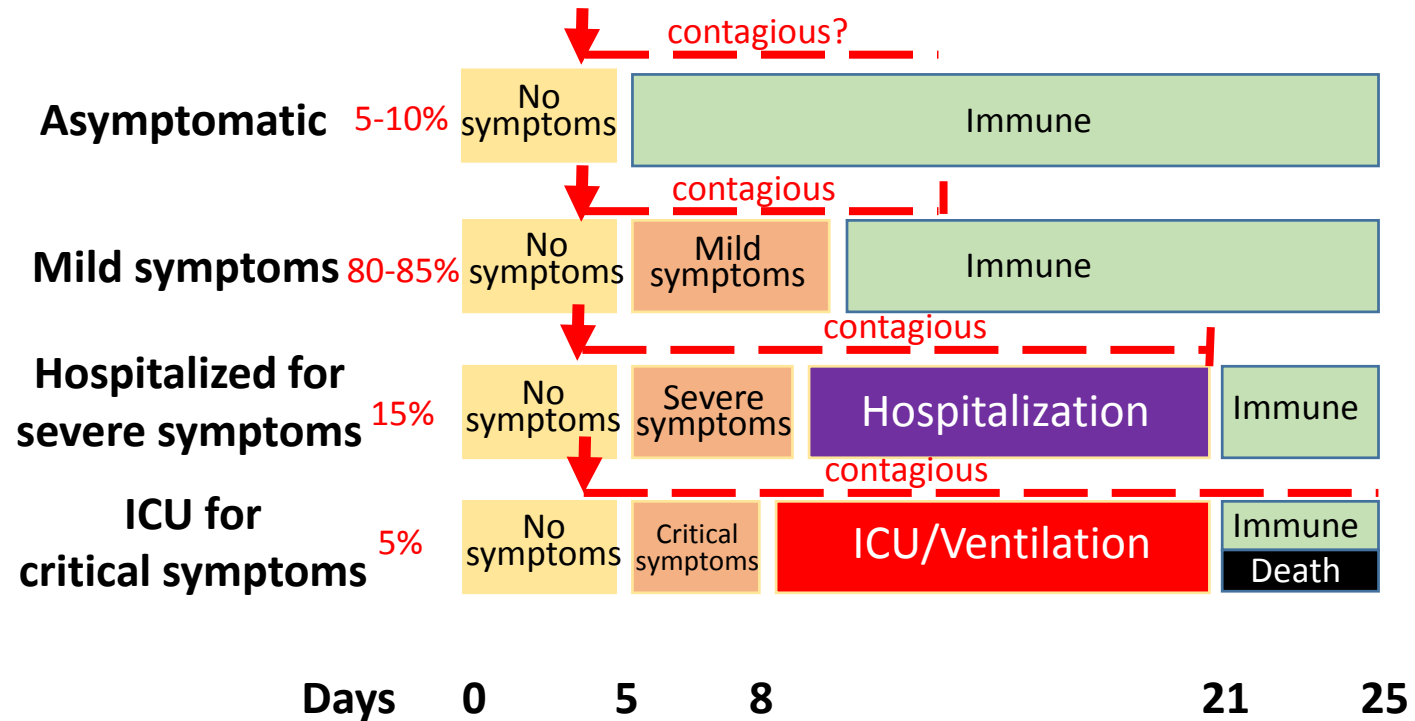 contagious?
Asymptomatic 5-10% No symptoms Immune
contagious
Mild symptoms 80-85% No symptoms Mild symptoms Immune
contagious
Hospitalized for
severe symptoms 15% No symptoms Severe symptoms Hospitalization Immune
contagious
ICU for
critical symptoms 5% No symptoms Critical symptoms ICU/Ventilation Immune
Death
Days 0 5 8 21 25